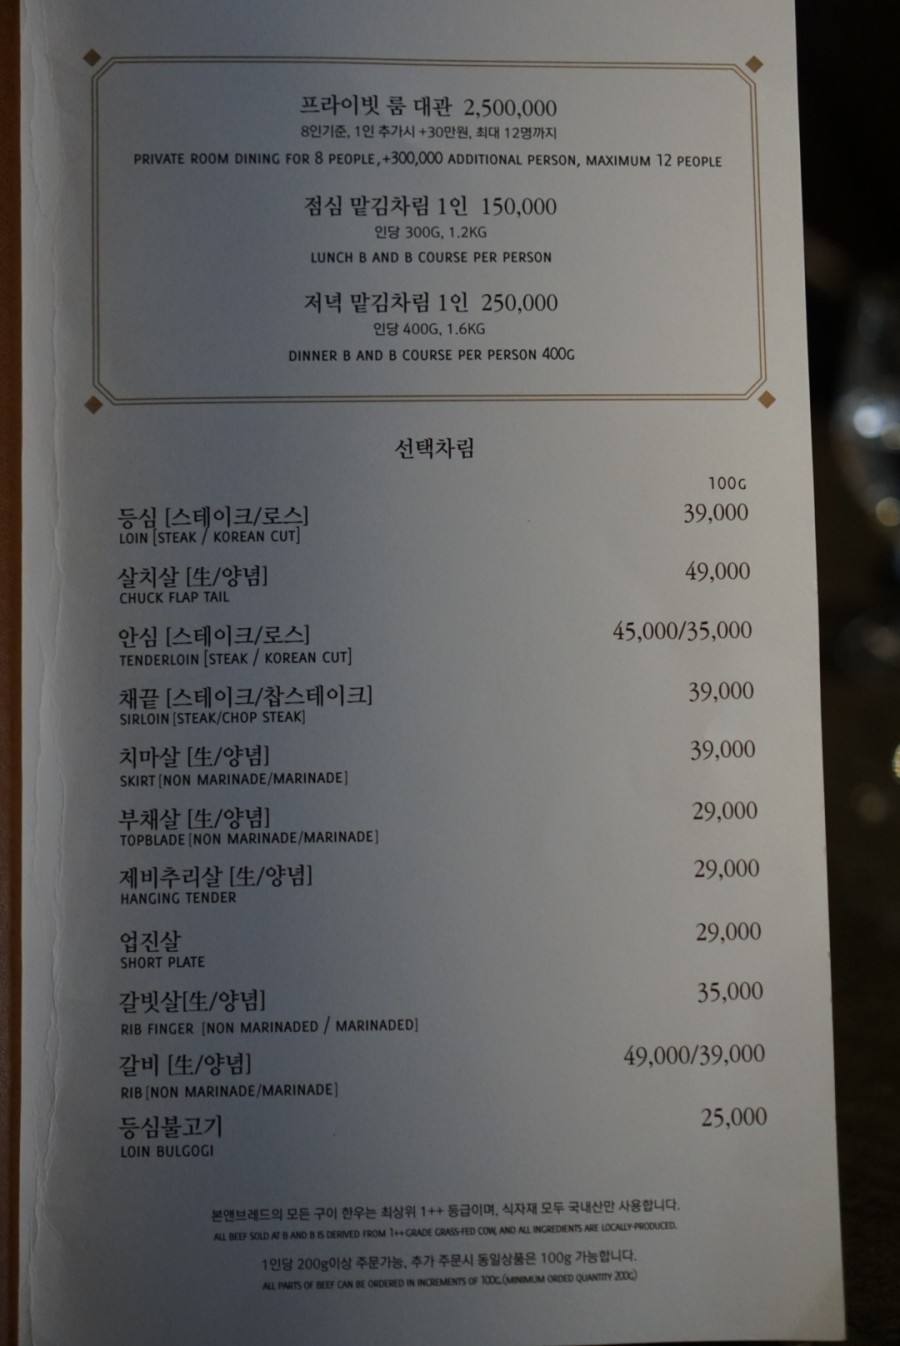 프라이빗 룸 대관 2,500,000
8인기준, 1인 추가시 +30만원, 최대 12명까지
PRIVATE ROOM DINING FOR 8 PEOPLE,+300,000 ADDITIONAL PERSON, MAXIMUM 12 PEOPLE
점심 맡김차림 1인 150,000
인당 300G, 1.2KG
LUNCH B AND B COURSE PER PERSON
저녁 맡김차림 1인 250,000
인당 400G, 1.6KG
DINNER B AND B COURSE PER PERSON 400G
선택차림
100G
등심 [스테이크/로스] 39,000
LOIN [STEAK / KOREAN CUT]
살치살 [生/양념] 49,000
CHUCK FLAP TAIL
안심 [스테이크/로스] 45,000/35,000
TENDERLOIN [STEAK / KOREAN CUT]
채끝 [스테이크/찹스테이크] 39,000
SIRLOIN [STEAK/CHOP STEAK]
치마살 [生/양념] 39,000
SKIRT [NON MARINADE/MARINADE]
부채살 [生/양념] 29,000
TOPBLADE [NON MARINADE/MARINADE]
제비추리살 [生/양념] 29,000
HANGING TENDER
업진살 29,000
SHORT PLATE
갈빗살[生/양념] 35,000
RIB FINGER [NON MARINADED / MARINADED]
갈비 [生/양념] 49,000/39,000
RIB [NON MARINADE/MARINADE]
등심불고기 25,000
LOIN BULGOGI
본앤브레드의 모든 구이 한우는 최상위 1++ 등급이며, 식자재 모두 국내산만 사용합니다.
ALL BEEF SOLD AT B AND B IS DERIVED FROM 1++ GRADE GRASS-FED COW, AND ALL INGREDIENTS ARE LOCALLY-PRODUCED.
1인당 200g이상 주문가능, 추가 주문시 동일상품은 100g 가능합니다.
ALL PARTS OF BEEF CAN BE ORDERED IN INCREMENTS OF 100G.(MINIMUM ORDED QUANTITY 200G)